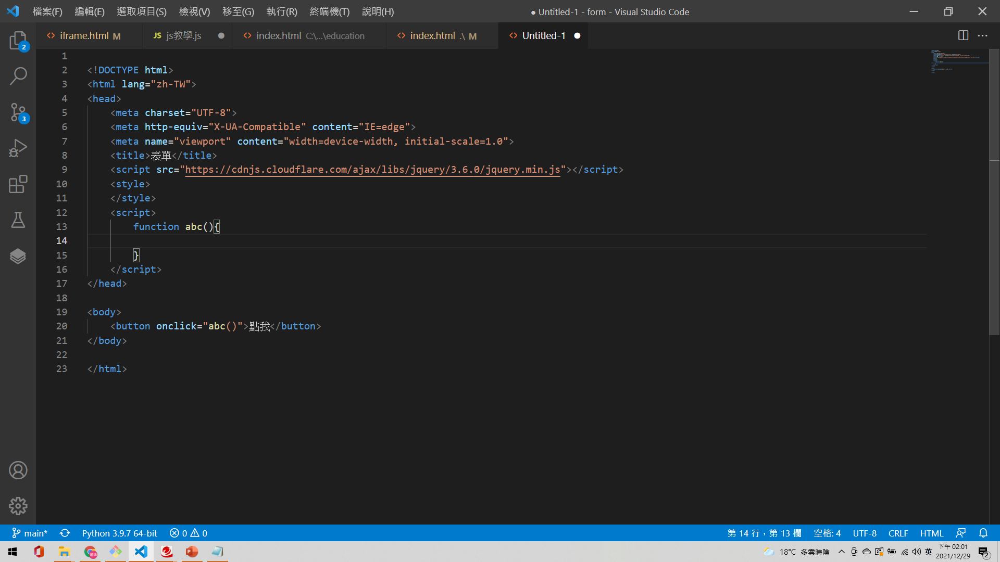 檔案(F) 編輯(E) 選取項目(S) 檢視(V) 移至(G) 執行(R) 終端機(T) 說明(H) ● Untitled-1 - form - Visual Studio Code
iframe.html M JS js教學.js ● index.html C:\...\education index.html .\ M Untitled-1 ●
2
3
1
2 <!DOCTYPE html>
3 <html lang="zh-TW">
4 <head>
5 <meta charset="UTF-8">
6 <meta http-equiv="X-UA-Compatible" content="IE=edge">
7 <meta name="viewport" content="width=device-width, initial-scale=1.0">
8 <title>表單</title>
9 <script src="https://cdnjs.cloudflare.com/ajax/libs/jquery/3.6.0/jquery.min.js"></script>
10 <style>
11 </style>
12 <script>
13 function abc(){
14
15 }
16 </script>
17 </head>
18
19 <body>
20 <button onclick="abc()">點我</button>
21 </body>
22
23 </html>
main* Python 3.9.7 64-bit 0 0 第 14 行，第 13 欄 空格: 4 UTF-8 CRLF HTML
18°C 多雲時陰 英 下午 02:01
2021/12/29 2